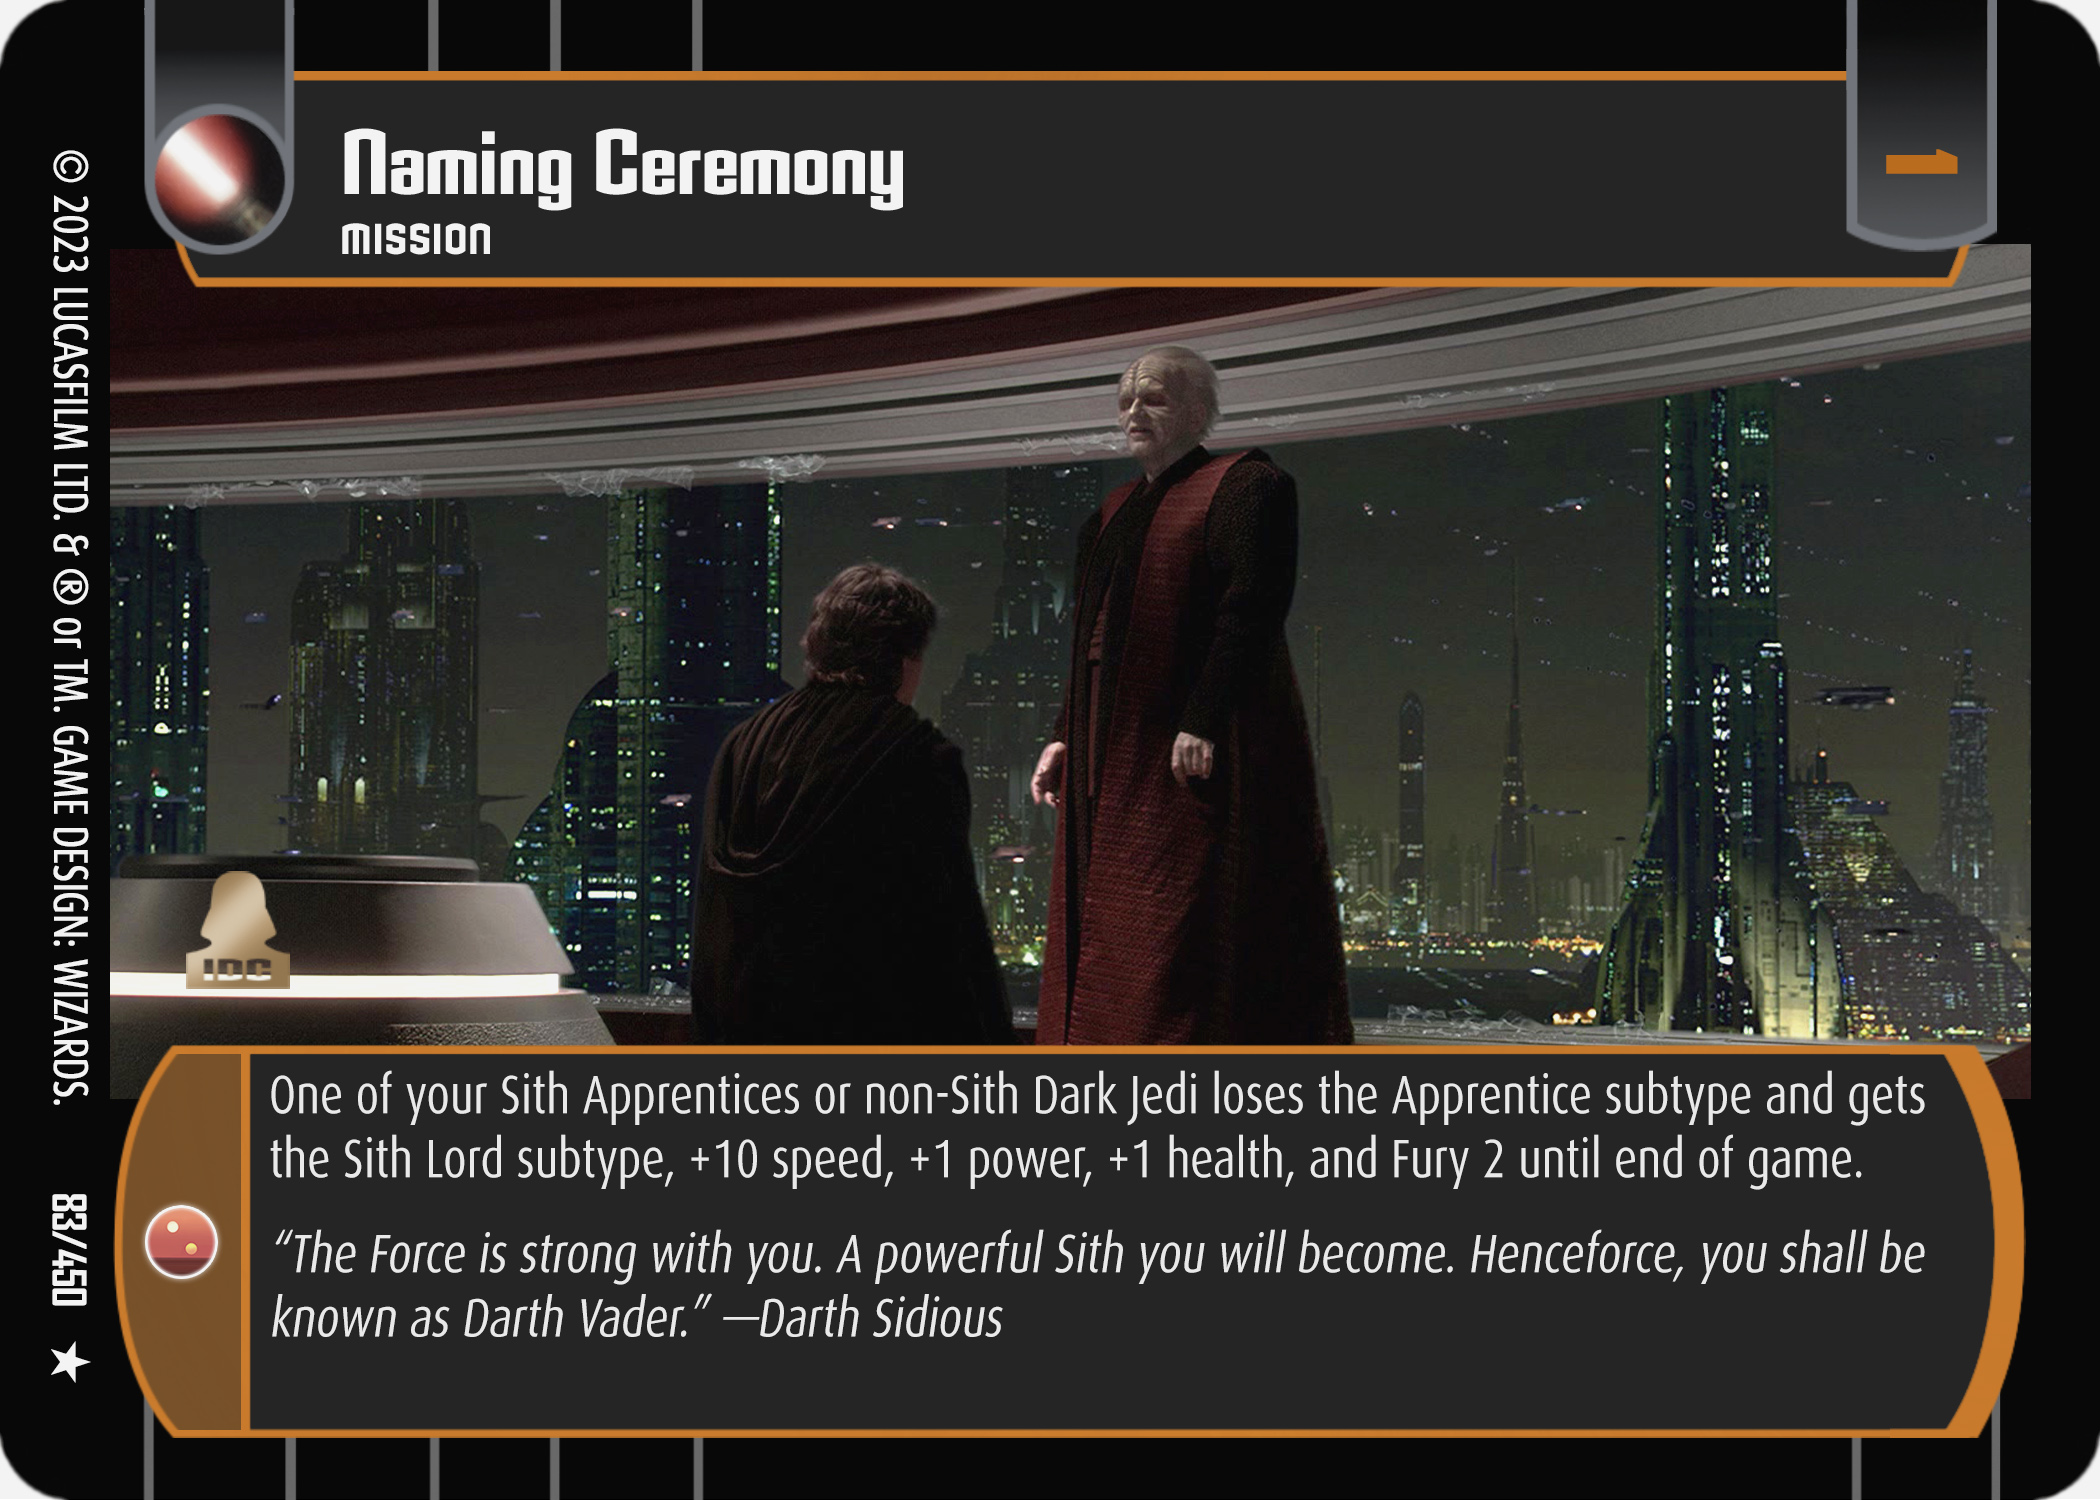 Naming Ceremony
MISSION
1
© 2023 LUCASFILM LTD. & ® or TM. GAME DESIGN: WIZARDS.
83/450 ★
IDC
One of your Sith Apprentices or non-Sith Dark Jedi loses the Apprentice subtype and gets
the Sith Lord subtype, +10 speed, +1 power, +1 health, and Fury 2 until end of game.
“The Force is strong with you. A powerful Sith you will become. Henceforce, you shall be
known as Darth Vader.” —Darth Sidious